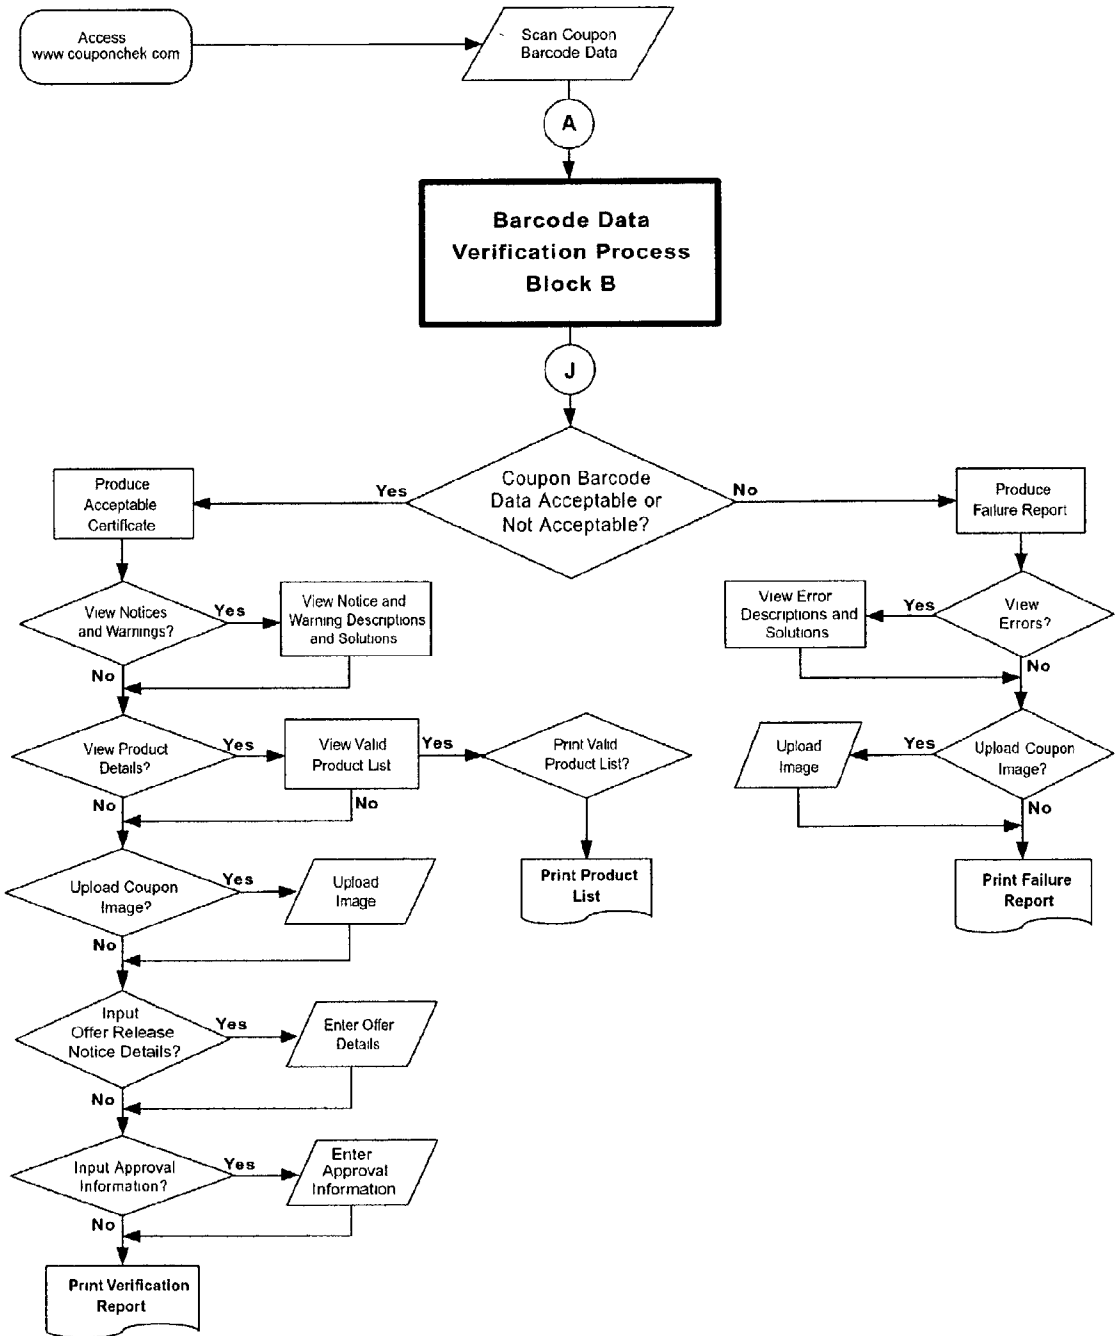 Access
www.couponchek.com
Scan Coupon
Barcode Data
A
Barcode Data
Verification Process
Block B
J
Coupon Barcode
Data Acceptable or
Not Acceptable?
Yes
No
Produce
Acceptable
Certificate
Produce
Failure Report
View Notices
and Warnings?
Yes
View Notice and
Warning Descriptions
and Solutions
No
View Error
Descriptions and
Solutions
Yes
View
Errors?
No
View Product
Details?
Yes
View Valid
Product List
Yes
Print Valid
Product List?
No
No
Upload
Image
Yes
Upload Coupon
Image?
No
Upload Coupon
Image?
Yes
Upload
Image
No
Print Product
List
Print Failure
Report
Input
Offer Release
Notice Details?
Yes
Enter Offer
Details
No
Input Approval
Information?
Yes
Enter
Approval
Information
No
Print Verification
Report